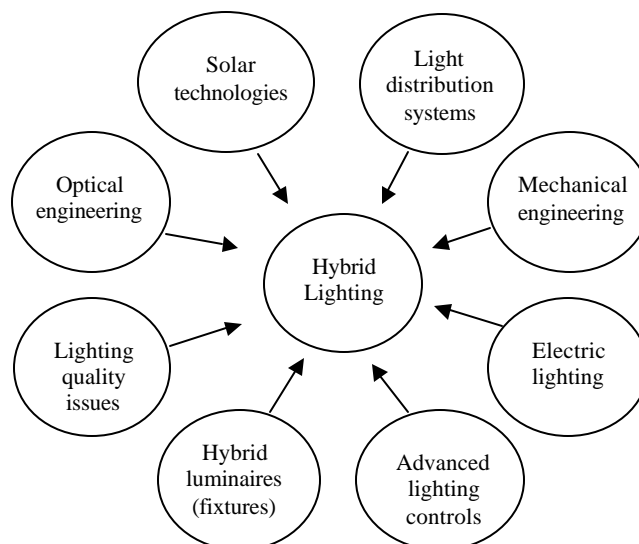 Solar
technologies
Light
distribution
systems
Optical
engineering
Mechanical
engineering
Hybrid
Lighting
Lighting
quality
issues
Electric
lighting
Hybrid
luminaires
(fixtures)
Advanced
lighting
controls